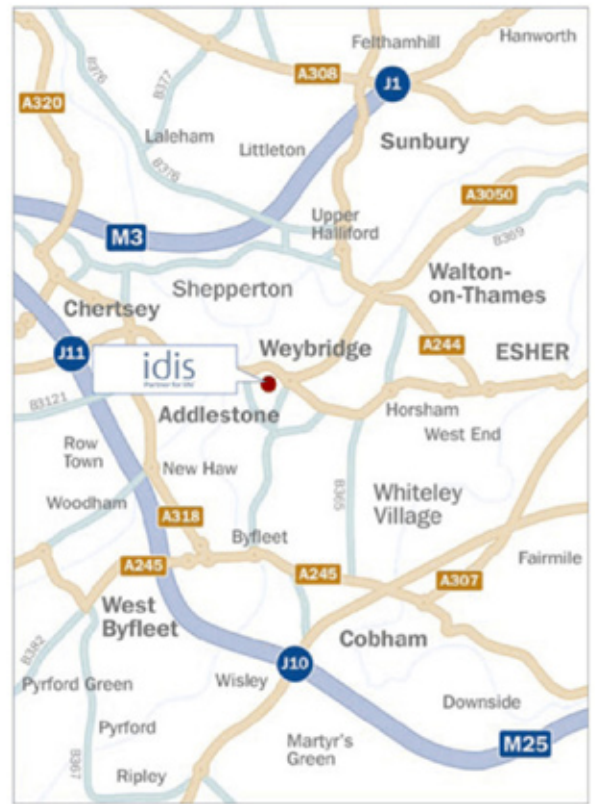 Felthamhill
Hanworth
B376
B377
A308
J1
A320
Laleham
Littleton
Sunbury
B376
A3050
Upper
Halliford
B369
M3
Walton-
on-Thames
Shepperton
Chertsey
J11
Weybridge
A244
ESHER
idis
Partner for life
B3121
Addlestone
Horsham
West End
Row
Town
New Haw
B365
Whiteley
Village
Woodham
A318
Byfleet
Fairmile
A245
A245
A307
West
Byfleet
Cobham
B382
J10
Pyrford Green
Wisley
Downside
Pyrford
Martyr's
Green
M25
B367
Ripley